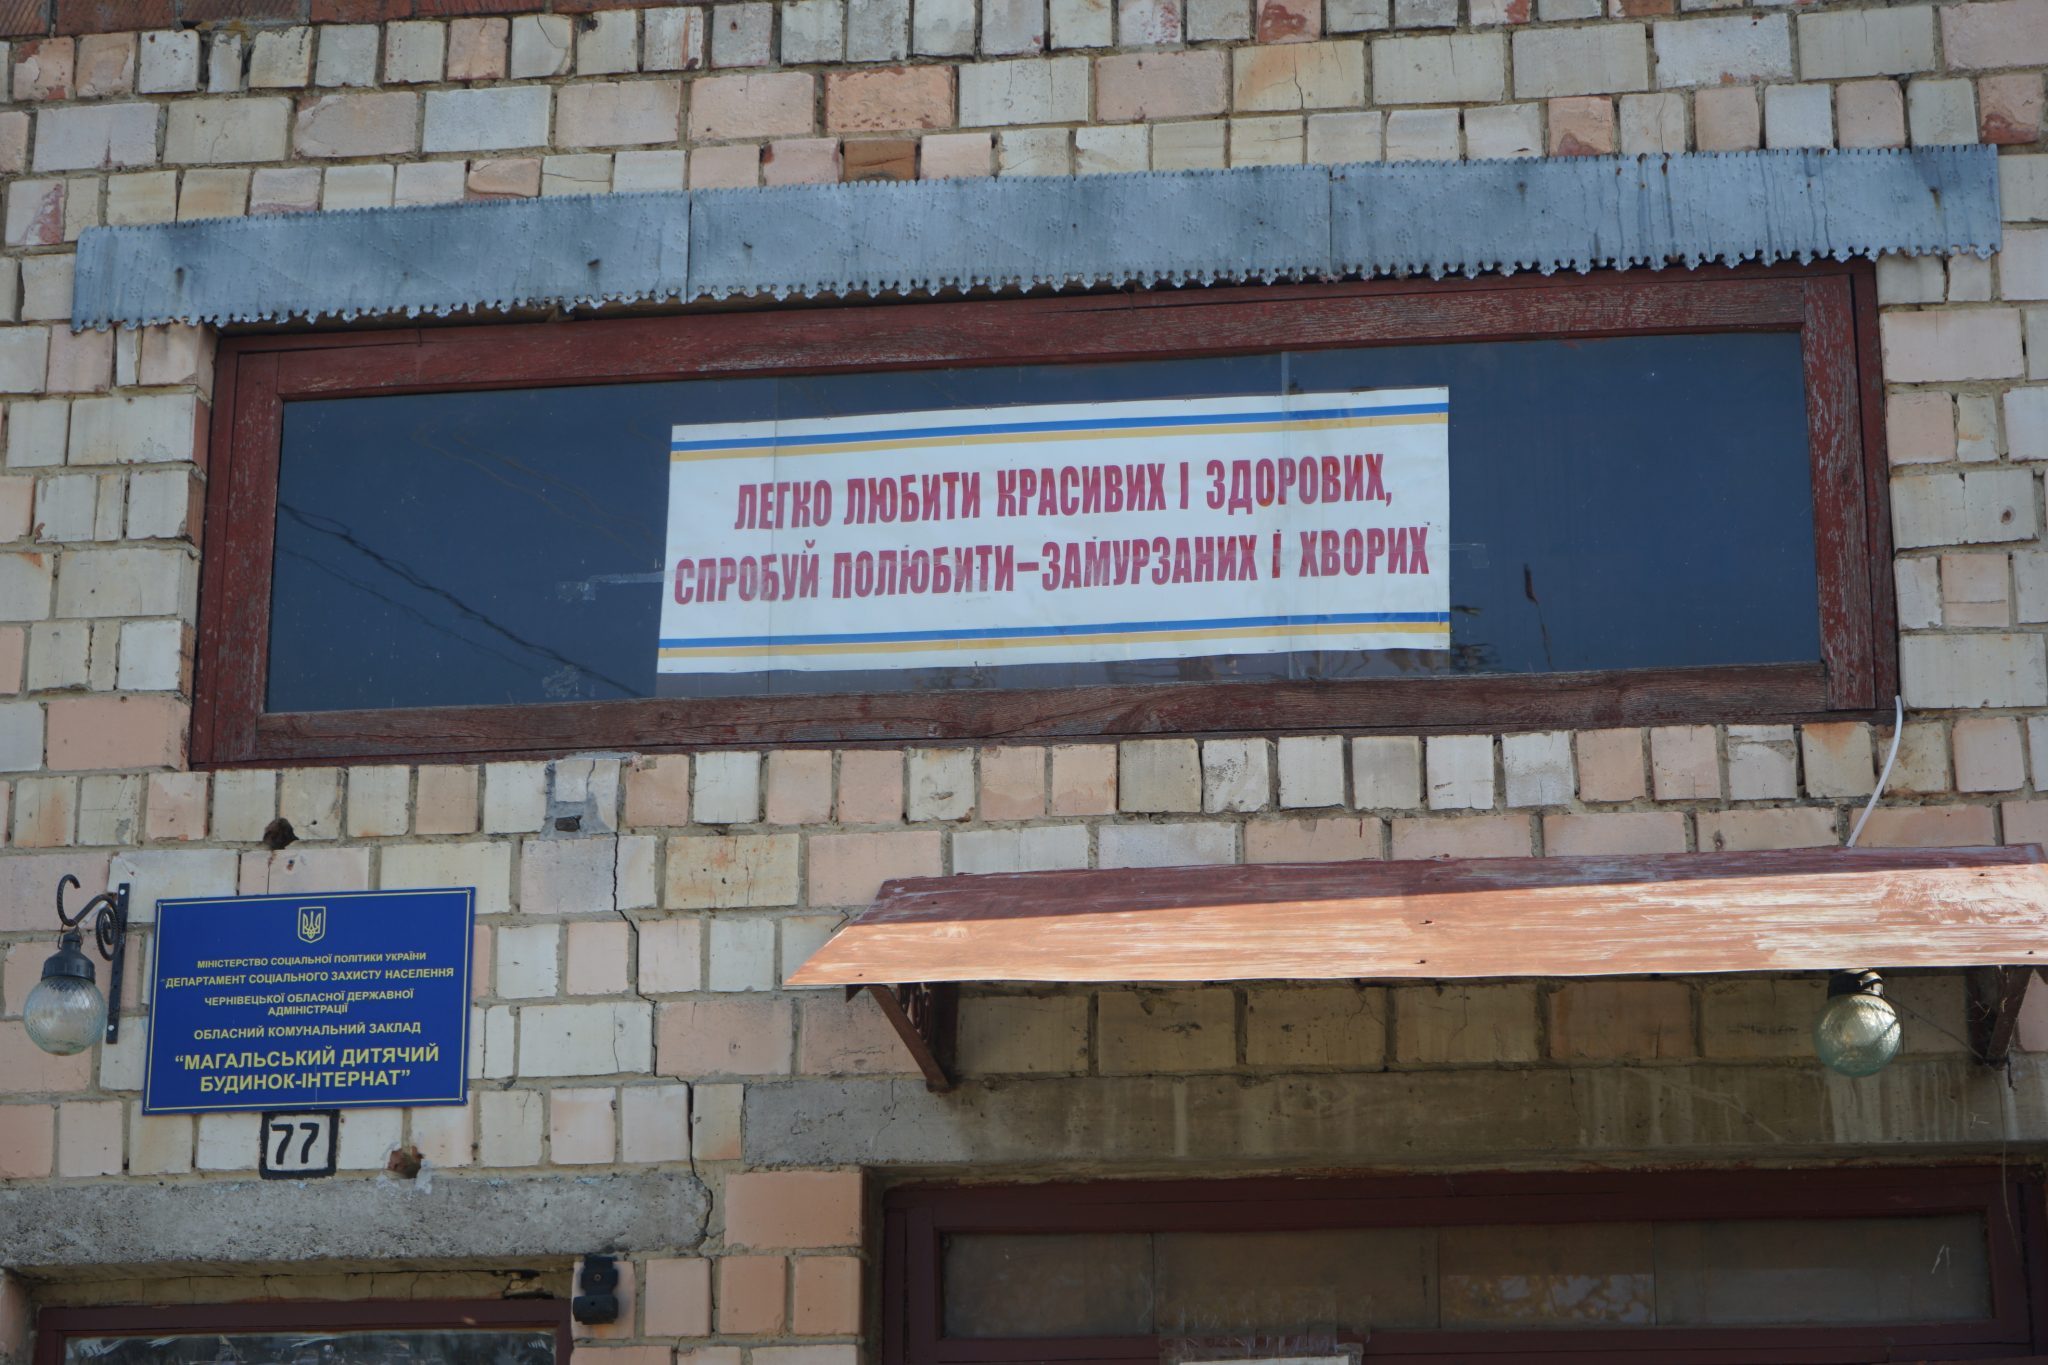 ЛЕГКО ЛЮБИТИ КРАСИВИХ І ЗДОРОВИХ,
СПРОБУЙ ПОЛЮБИТИ–ЗАМУРЗАНИХ І ХВОРИХ
МІНІСТЕРСТВО СОЦІАЛЬНОЇ ПОЛІТИКИ УКРАЇНИ
ДЕПАРТАМЕНТ СОЦІАЛЬНОГО ЗАХИСТУ НАСЕЛЕННЯ
ЧЕРНІВЕЦЬКОЇ ОБЛАСНОЇ ДЕРЖАВНОЇ
АДМІНІСТРАЦІЇ
ОБЛАСНИЙ КОМУНАЛЬНИЙ ЗАКЛАД
“МАГАЛЬСЬКИЙ ДИТЯЧИЙ
БУДИНОК-ІНТЕРНАТ”
77